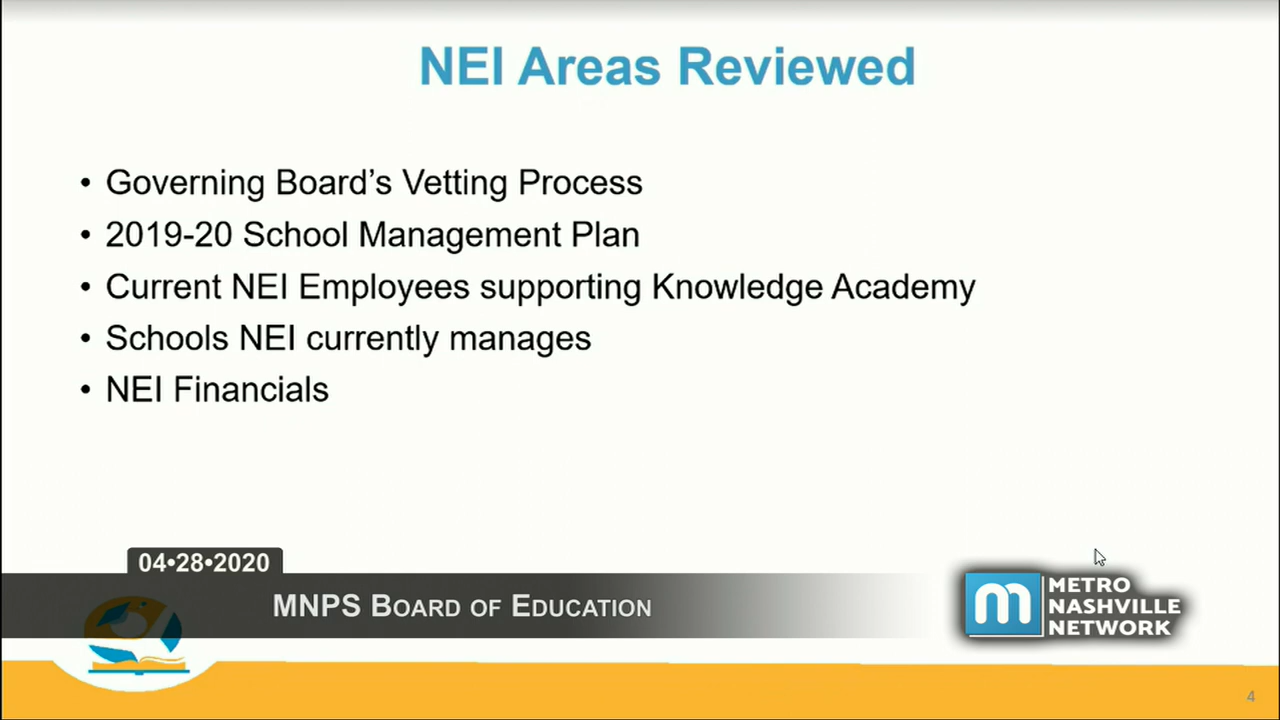 NEI Areas Reviewed
• Governing Board’s Vetting Process
• 2019-20 School Management Plan
• Current NEI Employees supporting Knowledge Academy
• Schools NEI currently manages
• NEI Financials
04•28•2020
MNPS BOARD OF EDUCATION
m
METRO
NASHVILLE
NETWORK
4